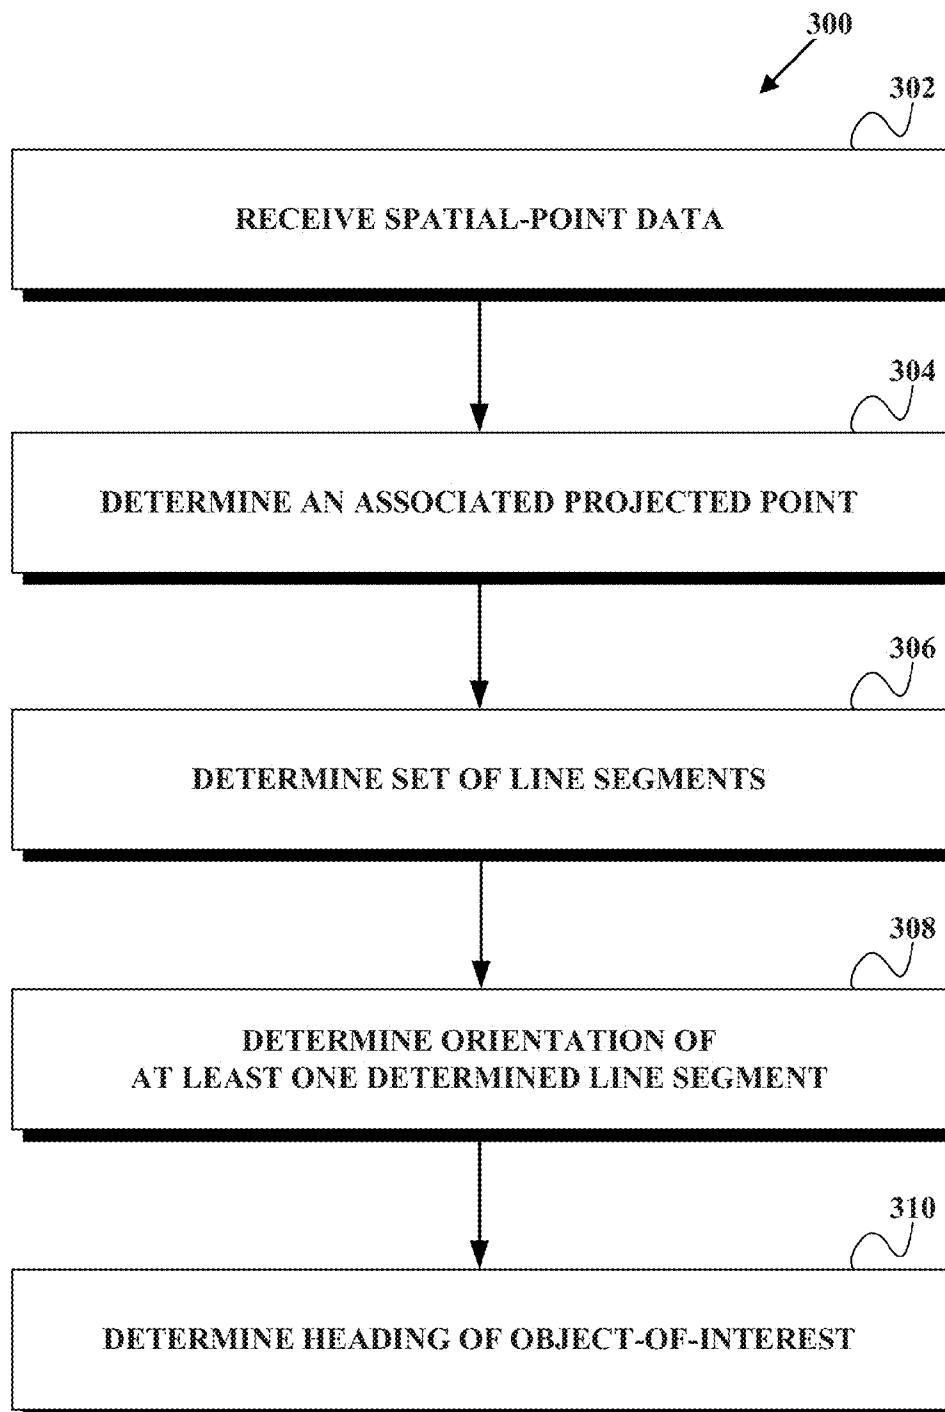 300
302
RECEIVE SPATIAL-POINT DATA
304
DETERMINE AN ASSOCIATED PROJECTED POINT
306
DETERMINE SET OF LINE SEGMENTS
308
DETERMINE ORIENTATION OF
AT LEAST ONE DETERMINED LINE SEGMENT
310
DETERMINE HEADING OF OBJECT-OF-INTEREST